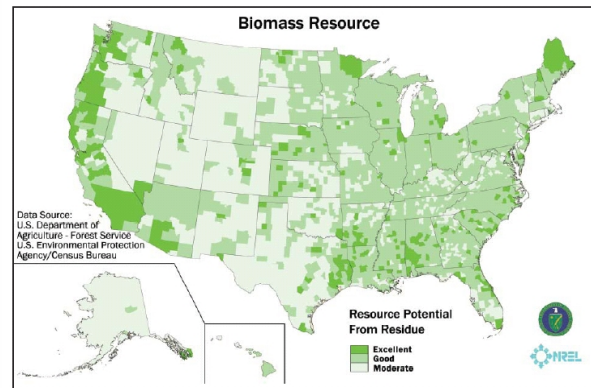 Biomass Resource
Data Source:
U.S. Department of
Agriculture - Forest Service
U.S. Environmental Protection
Agency/Census Bureau
Resource Potential
From Residue
Excellent
Good
Moderate
NREL